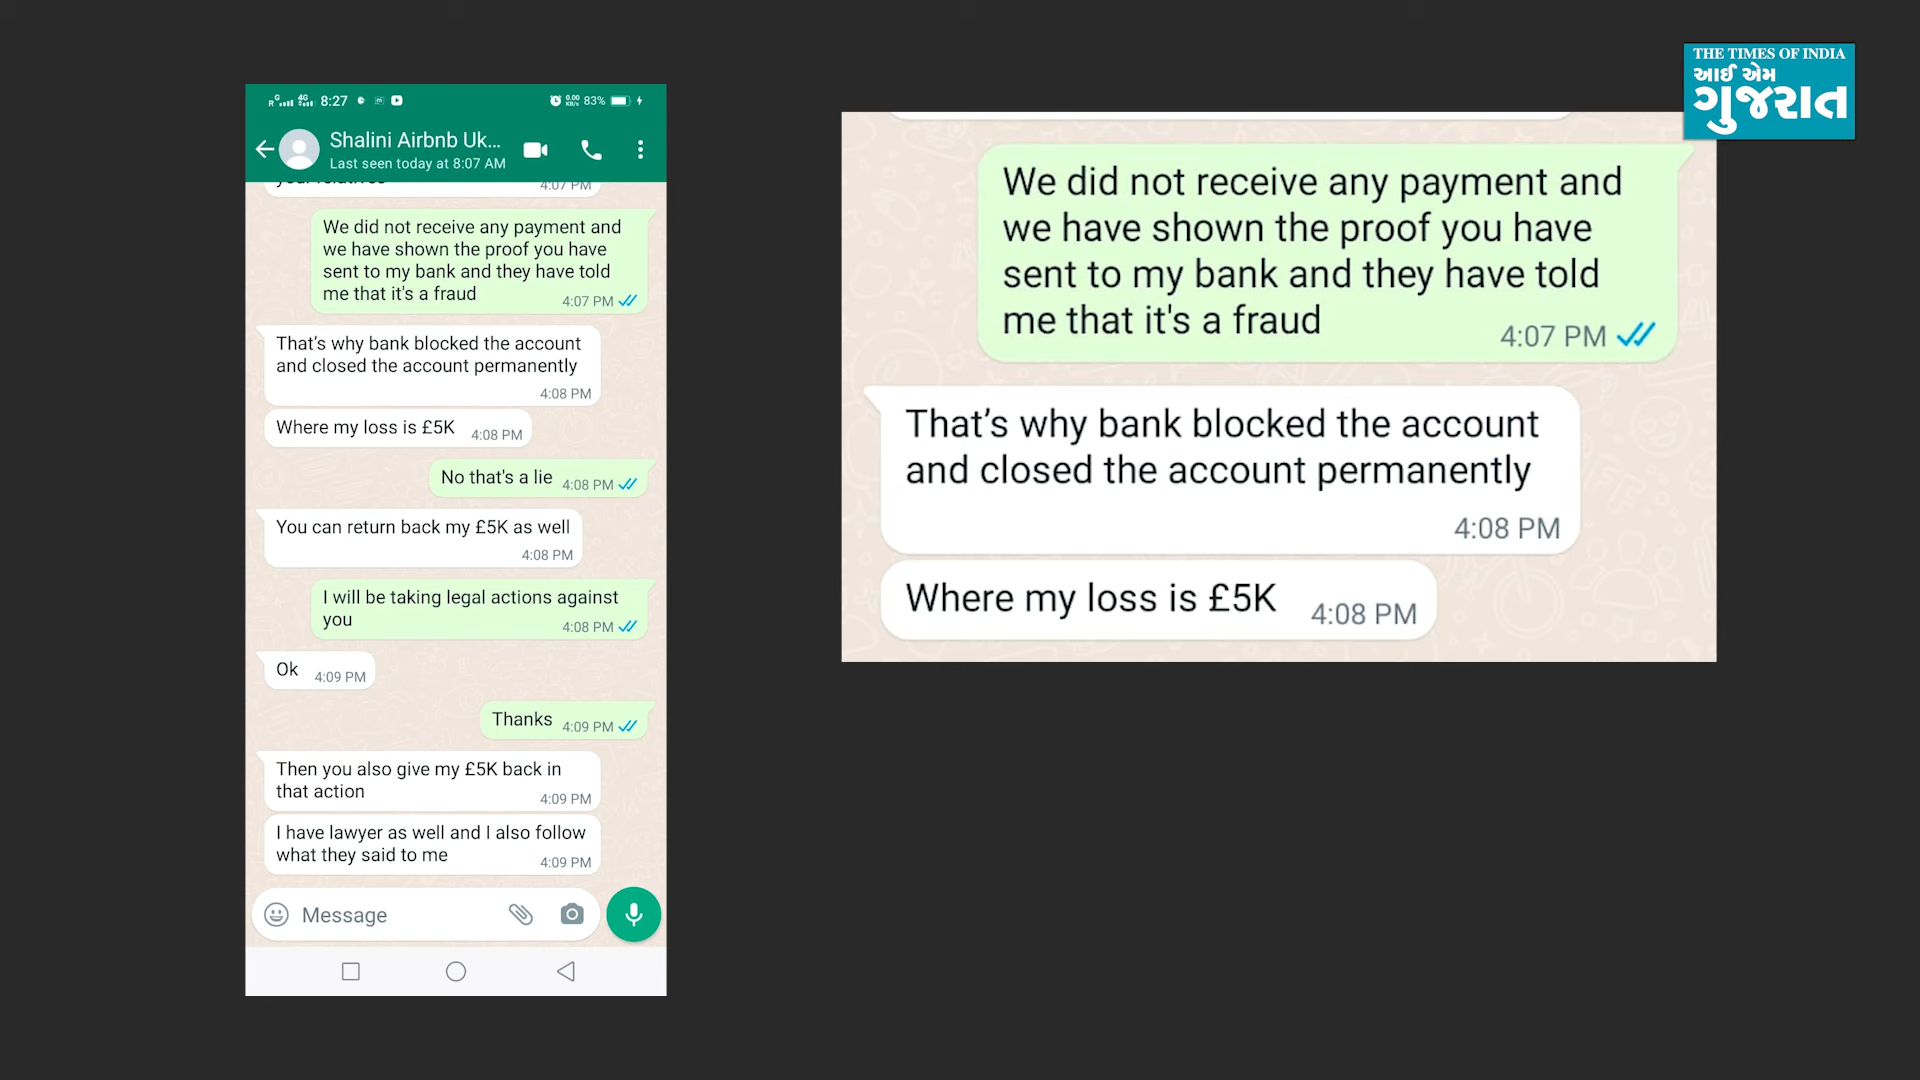 8:27
83%
Shalini Airbnb Uk...
Last seen today at 8:07 AM
your relatives
4:07 PM
We did not receive any payment and
we have shown the proof you have
sent to my bank and they have told
me that it's a fraud
4:07 PM
That’s why bank blocked the account
and closed the account permanently
4:08 PM
Where my loss is £5K 4:08 PM
No that's a lie 4:08 PM
You can return back my £5K as well
4:08 PM
I will be taking legal actions against
you
4:08 PM
Ok 4:09 PM
Thanks 4:09 PM
Then you also give my £5K back in
that action
4:09 PM
I have lawyer as well and I also follow
what they said to me
4:09 PM
Message
We did not receive any payment and
we have shown the proof you have
sent to my bank and they have told
me that it's a fraud
4:07 PM
That’s why bank blocked the account
and closed the account permanently
4:08 PM
Where my loss is £5K 4:08 PM
THE TIMES OF INDIA
આઈ એમ
ગુજરાત